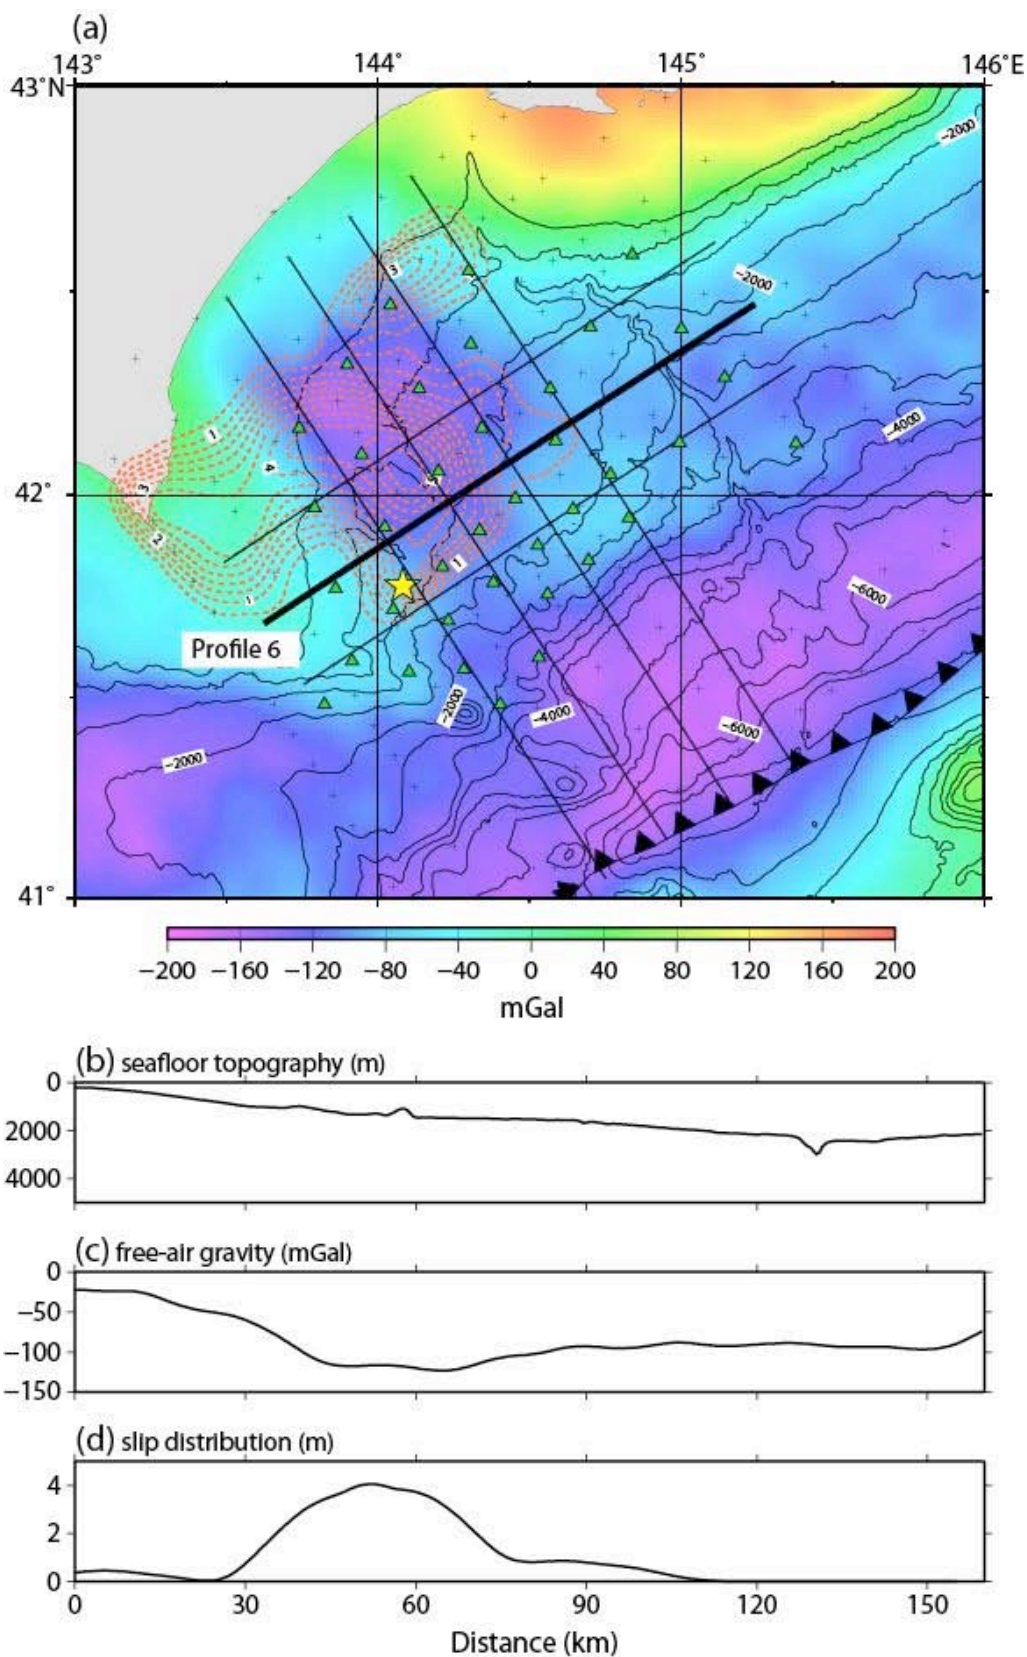 (a)
143° 144° 145° 146°E
43°N
-2000
3
-2000
1
-4000
4
3
42°
5
2
1
-6000
1
Profile 6
-2000
-4000
-6000
-2000
41°
-200 -160 -120 -80 -40 0 40 80 120 160 200
mGal
(b) seafloor topography (m)
0
2000
4000
(c) free-air gravity (mGal)
0
-50
-100
-150
(d) slip distribution (m)
4
2
0
0 30 60 90 120 150
Distance (km)